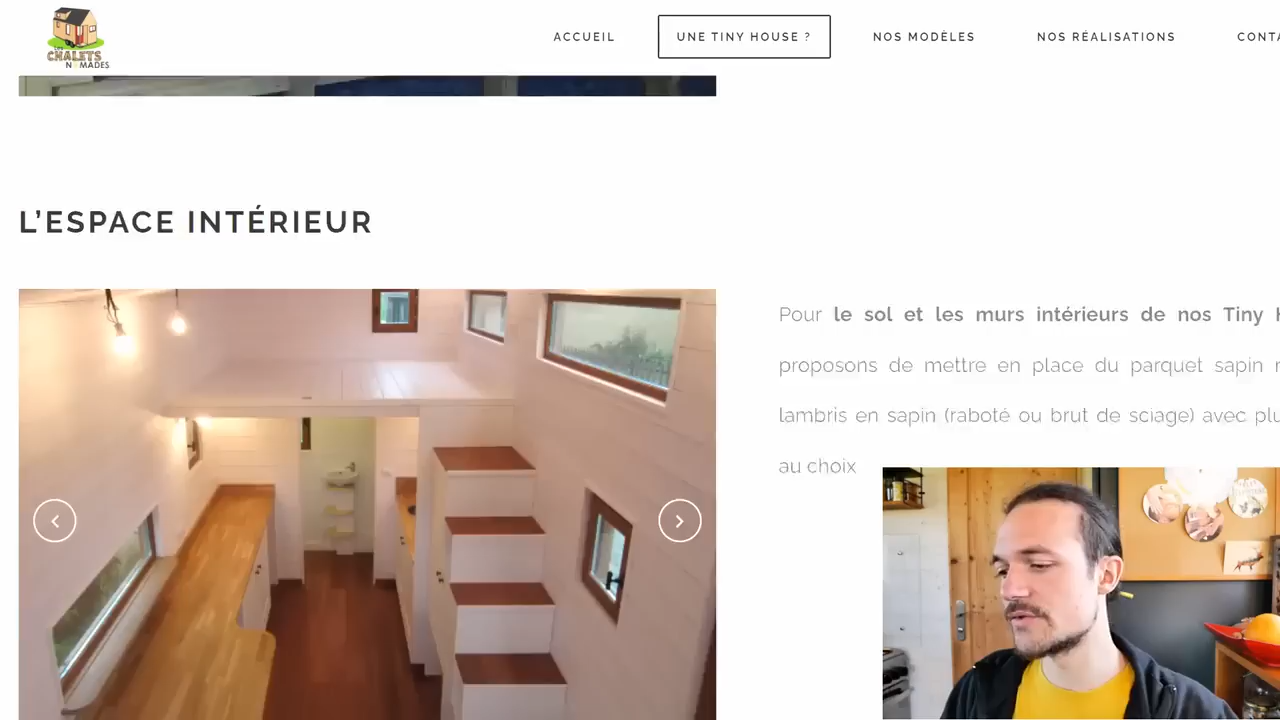 CHALETS
NOMADES
ACCUEIL
UNE TINY HOUSE ?
NOS MODÈLES
NOS RÉALISATIONS
L'ESPACE INTÉRIEUR
Pour le sol et les murs intérieurs de nos Tiny
proposons de mettre en place du parquet sapin
lambris en sapin (raboté ou brut de sciage) avec
au choix